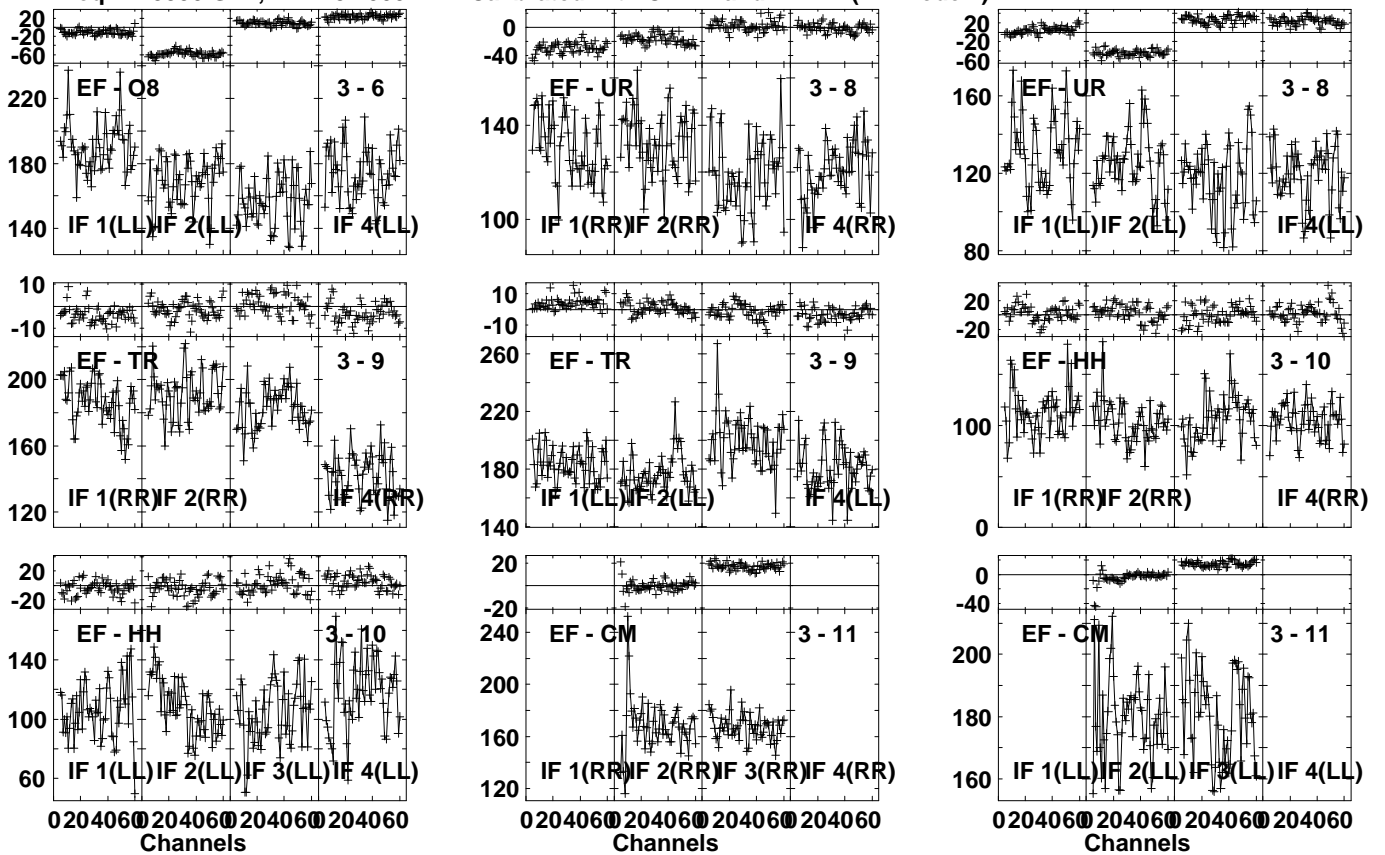 20 0 20
-20 -40 -20
-60 -60
EF - O8 3 - 6 EF - UR 3 - 8 EF - UR 3 - 8
220 140 160
180 120
140 100 80
IF 1(LL) IF 2(LL) IF 4(LL) IF 1(RR) IF 2(RR) IF 4(RR) IF 1(LL) IF 2(LL) IF 4(LL)
10 10 20
-10 -10 -20
EF - TR 3 - 9 EF - TR 3 - 9 EF - HH 3 - 10
200 260 100
160 220
120 180
140 0
IF 1(RR) IF 2(RR) IF 4(RR) IF 1(LL) IF 2(LL) IF 4(LL) IF 1(RR) IF 2(RR) IF 4(RR)
20 20 0
-20 -20 -40
EF - HH 3 - 10 EF - CM 3 - 11 EF - CM 3 - 11
140 240 200
100 200 180
60 160 160
120
IF 1(LL) IF 2(LL) IF 3(LL) IF 4(LL) IF 1(RR) IF 2(RR) IF 3(RR) IF 4(RR) IF 1(LL) IF 2(LL) IF 3(LL) IF 4(LL)
0 20 40 60 0 20 40 60 0 20 40 60 0 20 40 60 0 20 40 60 0 20 40 60 0 20 40 60 0 20 40 60 0 20 40 60 0 20 40 60 0 20 40 60 0 20 40 60
Channels Channels Channels